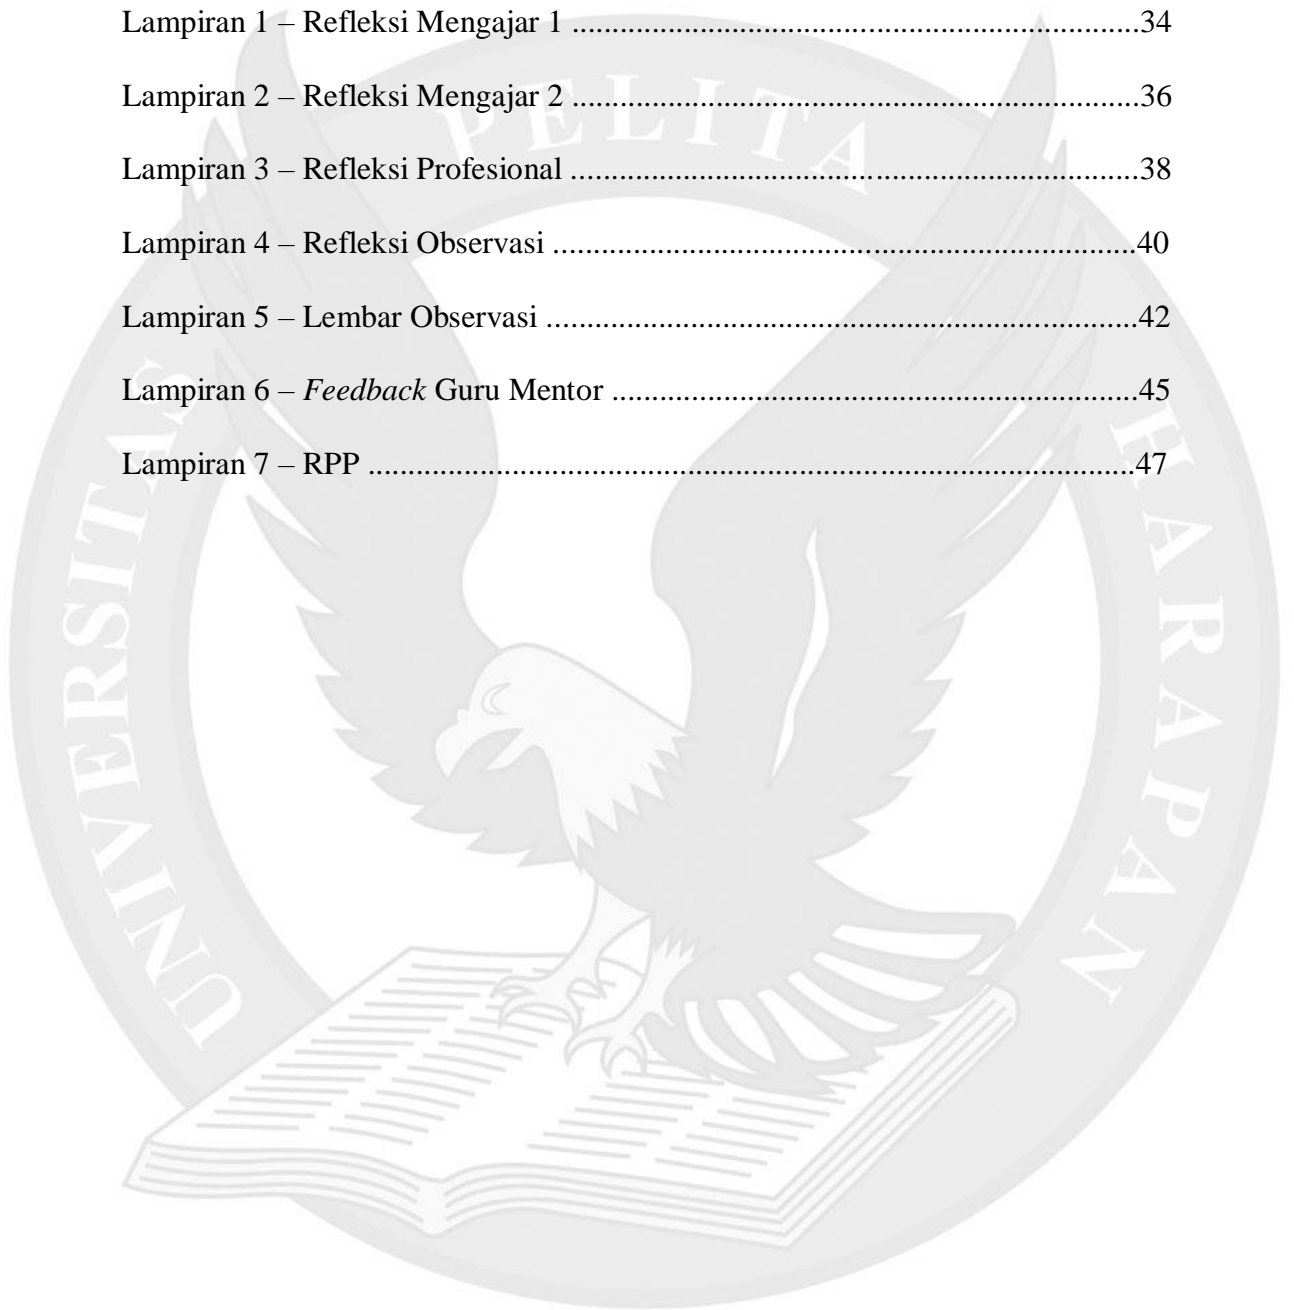 Lampiran 1 – Refleksi Mengajar 1 ........................................................................34
Lampiran 2 – Refleksi Mengajar 2 ........................................................................36
Lampiran 3 – Refleksi Profesional ........................................................................38
Lampiran 4 – Refleksi Observasi ..........................................................................40
Lampiran 5 – Lembar Observasi ...........................................................................42
Lampiran 6 – Feedback Guru Mentor ...................................................................45
Lampiran 7 – RPP .................................................................................................47
UNIVERSITAS PELITA HARAPAN